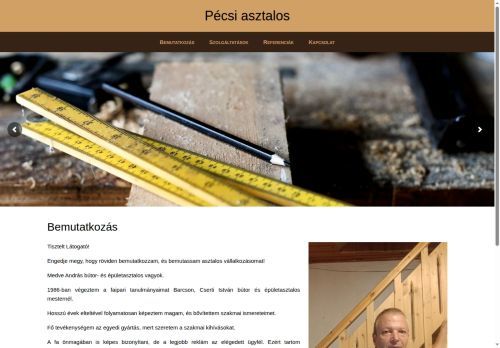 Pécsi asztalos
Bemutatkozás Szolgáltatások Referenciák Kapcsolat
Bemutatkozás
Tisztelt Látogató!
Engedje megy, hogy röviden bemutatkozzam, és bemutassam asztalos vállalkozásomat!
Medve András bútor- és épületasztalos vagyok.
1986-ban végeztem a faipari tanulmányaimat Barcson, Cserti István bútor és épületasztalos
mesternél.
Hosszú évek elteltével folyamatosan képeztem magam, és bővítettem szakmai ismereteimet.
Fő tevékenységem az egyedi gyártás, mert szeretem a szakmai kihívásokat.
A fa önmagában is képes bizonyítani, de a legjobb reklám az elégedett ügyfél. Ezért tartom